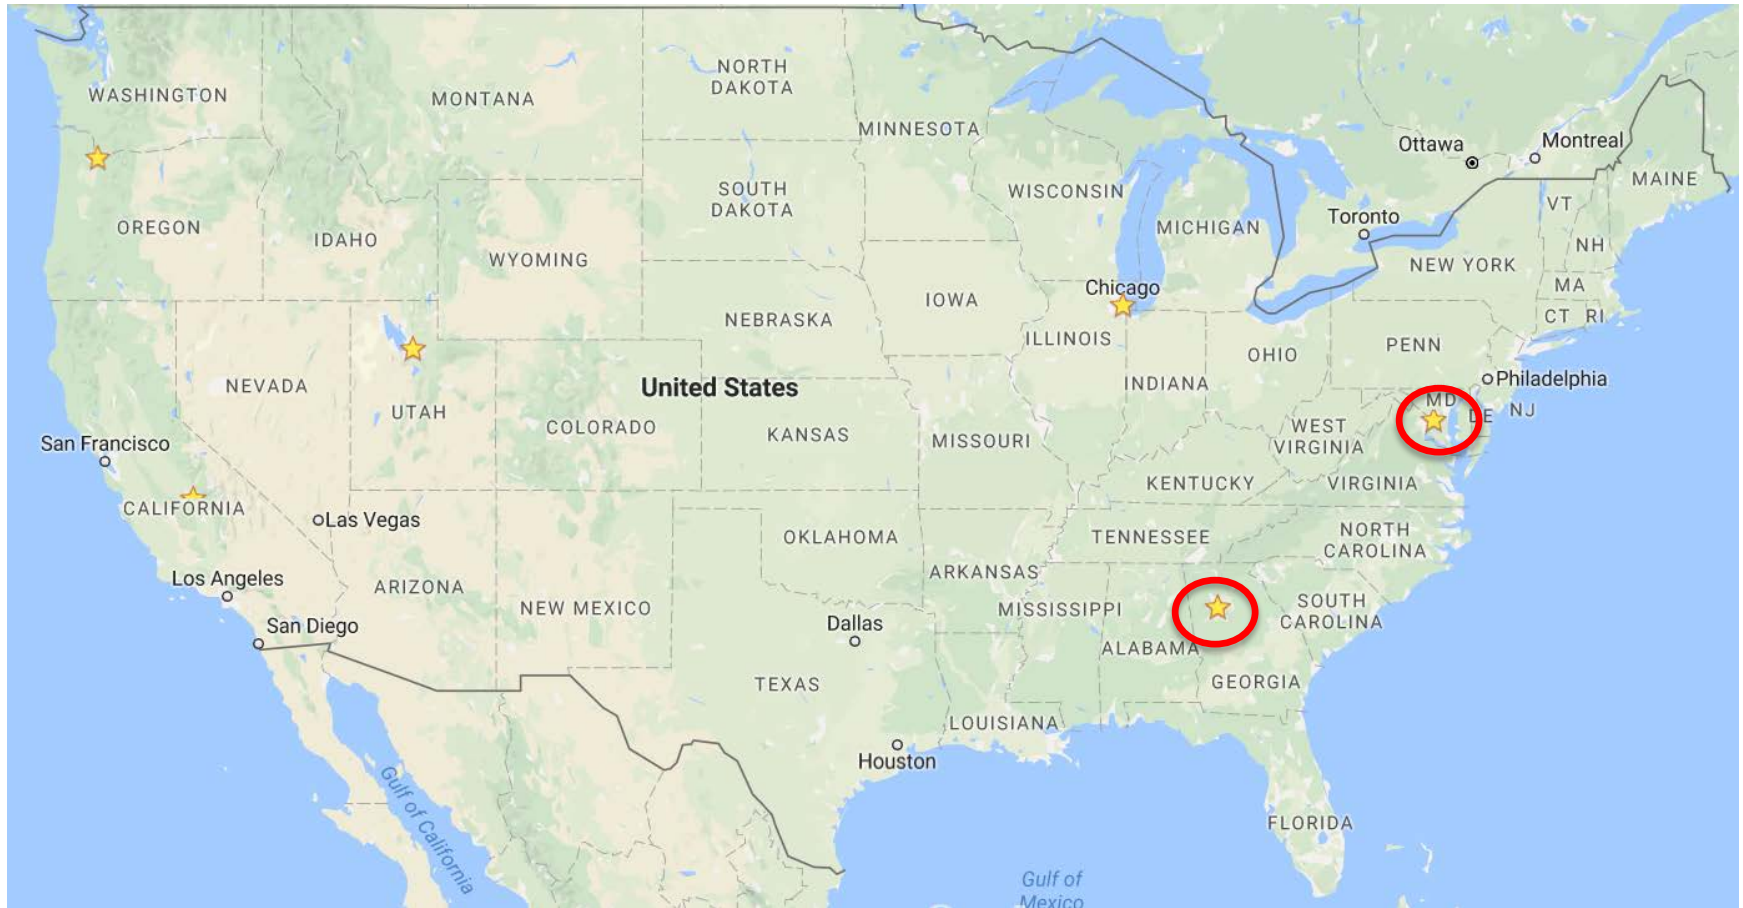 WASHINGTON
MONTANA
NORTH
DAKOTA
MINNESOTA
Ottawa
Montreal
MAINE
SOUTH
DAKOTA
WISCONSIN
MICHIGAN
Toronto
VT
OREGON
IDAHO
WYOMING
NH
NEW YORK
Chicago
MA
IOWA
NEBRASKA
ILLINOIS
CT
RI
PENN
OHIO
NEVADA
United States
INDIANA
Philadelphia
UTAH
MD
DE
NJ
COLORADO
KANSAS
MISSOURI
WEST
VIRGINIA
San Francisco
KENTUCKY
VIRGINIA
CALIFORNIA
Las Vegas
OKLAHOMA
TENNESSEE
NORTH
CAROLINA
Los Angeles
ARIZONA
NEW MEXICO
ARKANSAS
MISSISSIPPI
SOUTH
CAROLINA
San Diego
Dallas
ALABAMA
TEXAS
GEORGIA
LOUISIANA
Houston
Gulf of California
FLORIDA
Gulf of
Mexico